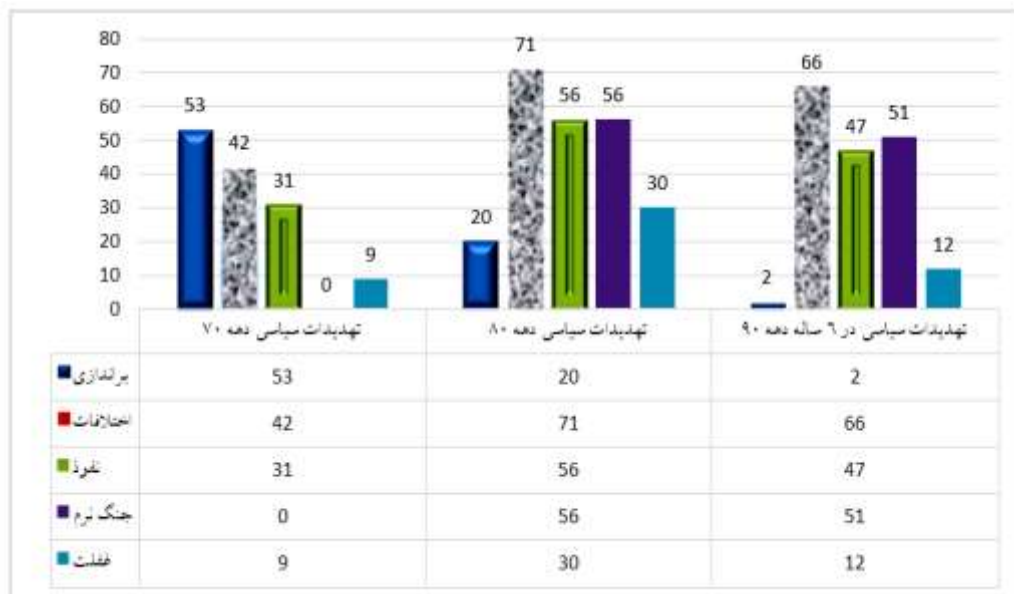 80
70
60
50
40
30
20
10
0
53 42 31 0 9
20 71 56 56 30
2 66 47 51 12
تهدیدات سیاسی دهه ۷۰ تهدیدات سیاسی دهه ۸۰ تهدیدات سیاسی در ۶ ساله دهه ۹۰
براندازی 53 20 2
اختلافات 42 71 66
نفوذ 31 56 47
جنگ نرم 0 56 51
غفلت 9 30 12